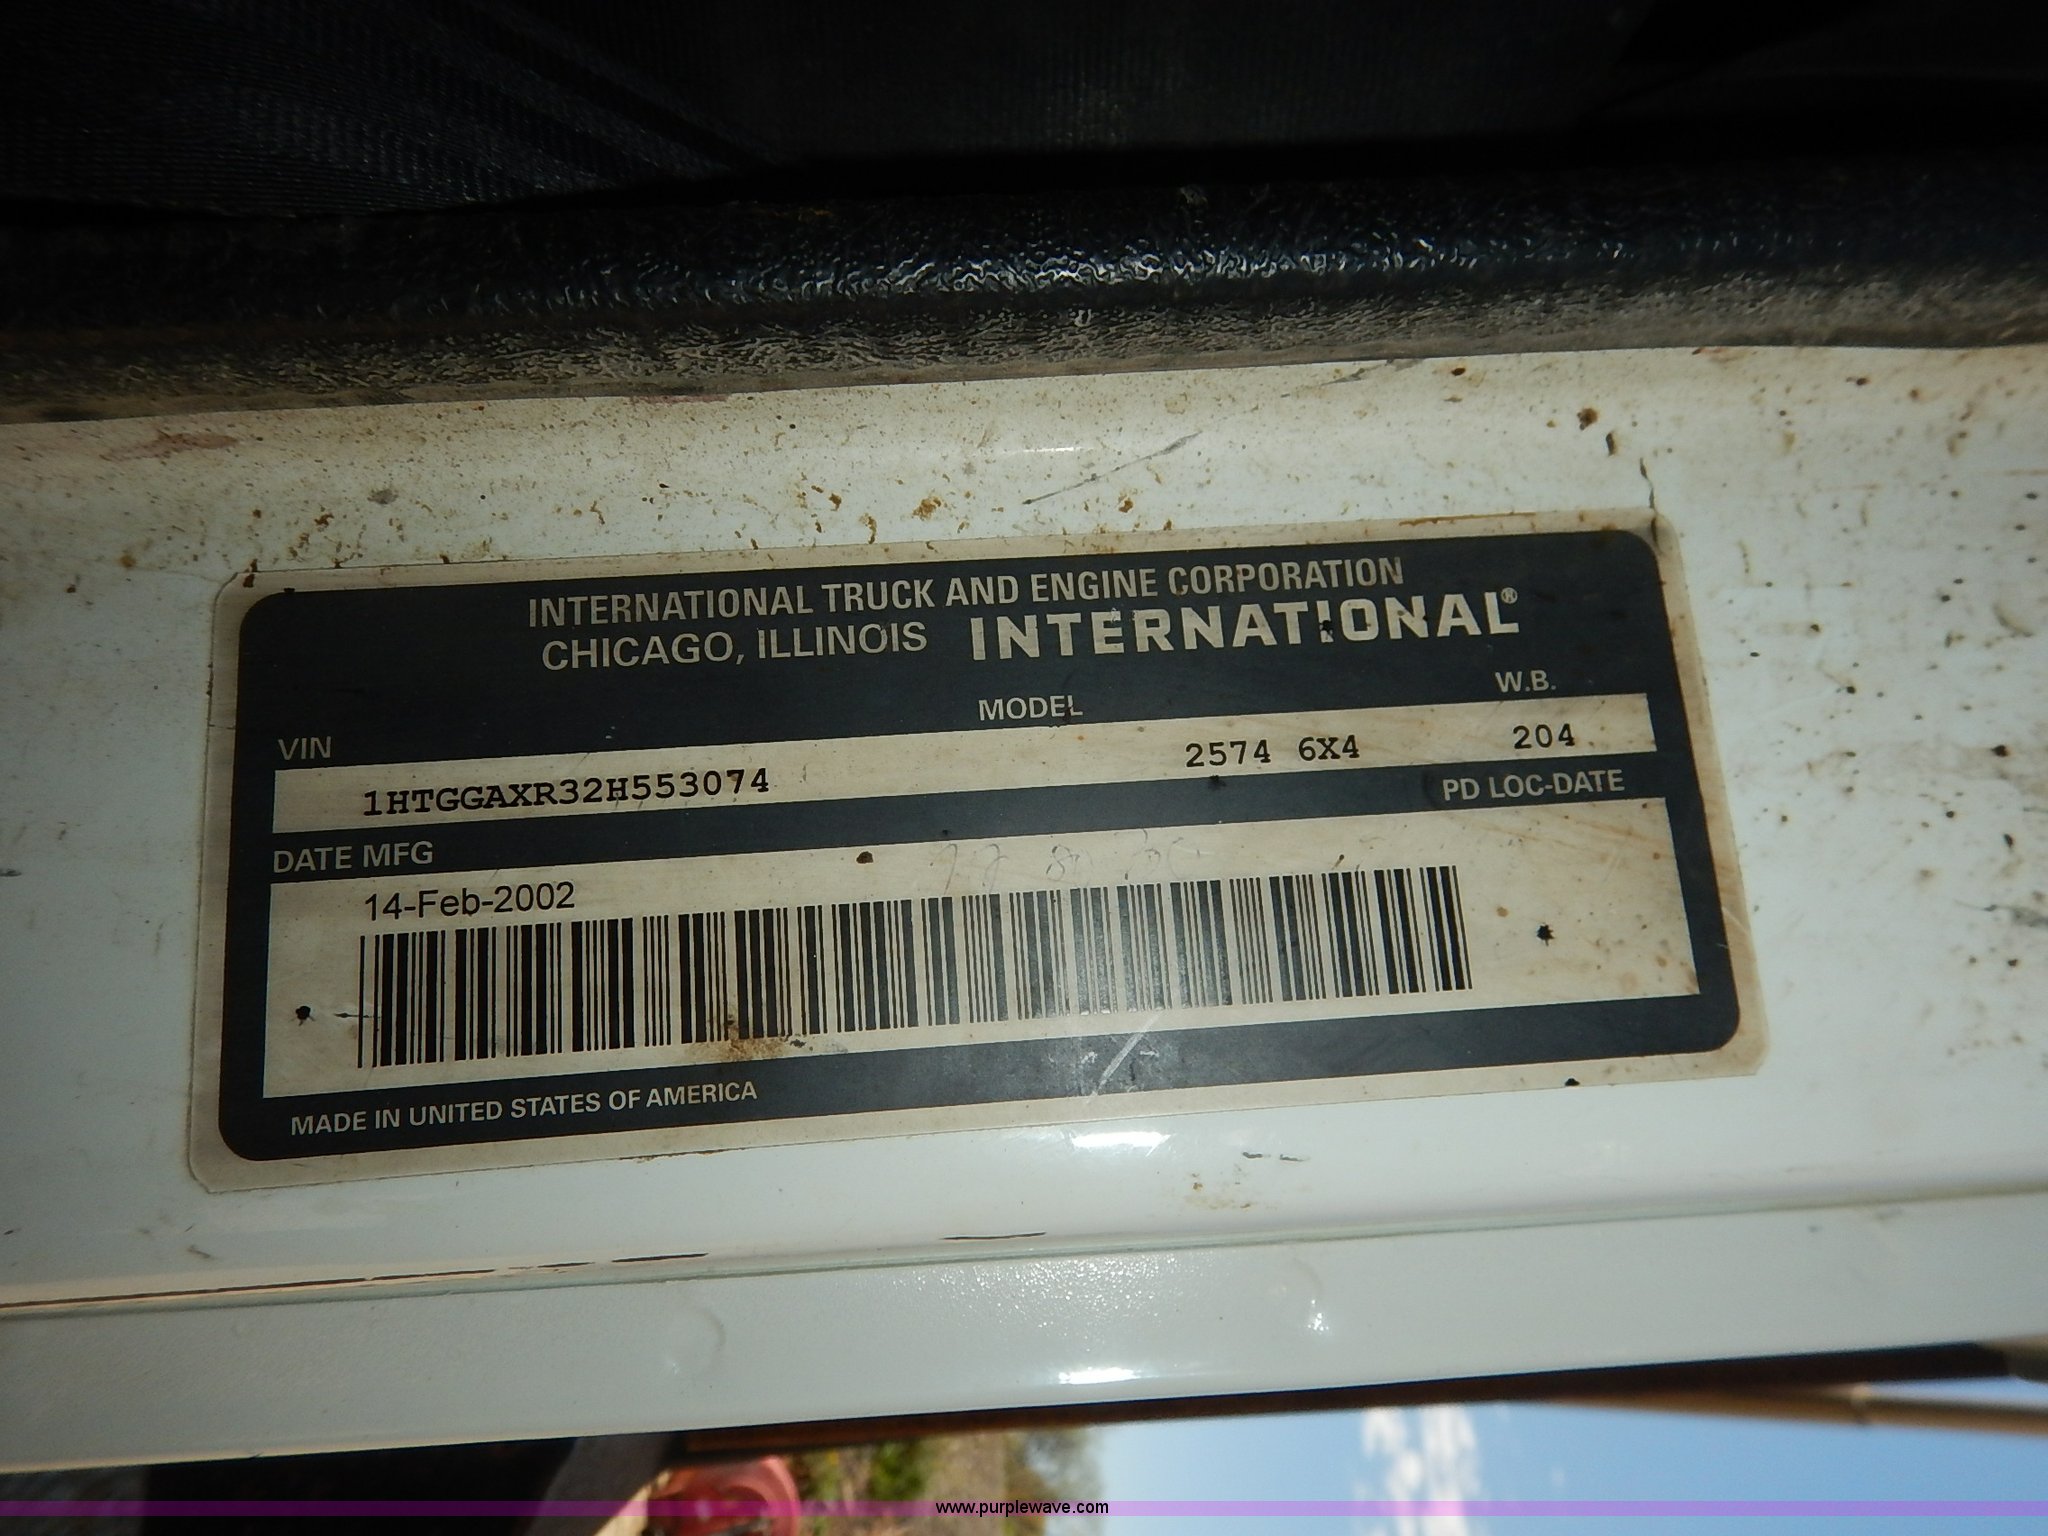 INTERNATIONAL TRUCK AND ENGINE CORPORATION
CHICAGO, ILLINOIS INTERNATIONAL®
VIN MODEL W.B.
1HTGGAXR32H553074 2574 6X4 204
DATE MFG PD LOC-DATE
14-Feb-2002
MADE IN UNITED STATES OF AMERICA
www.purplewave.com